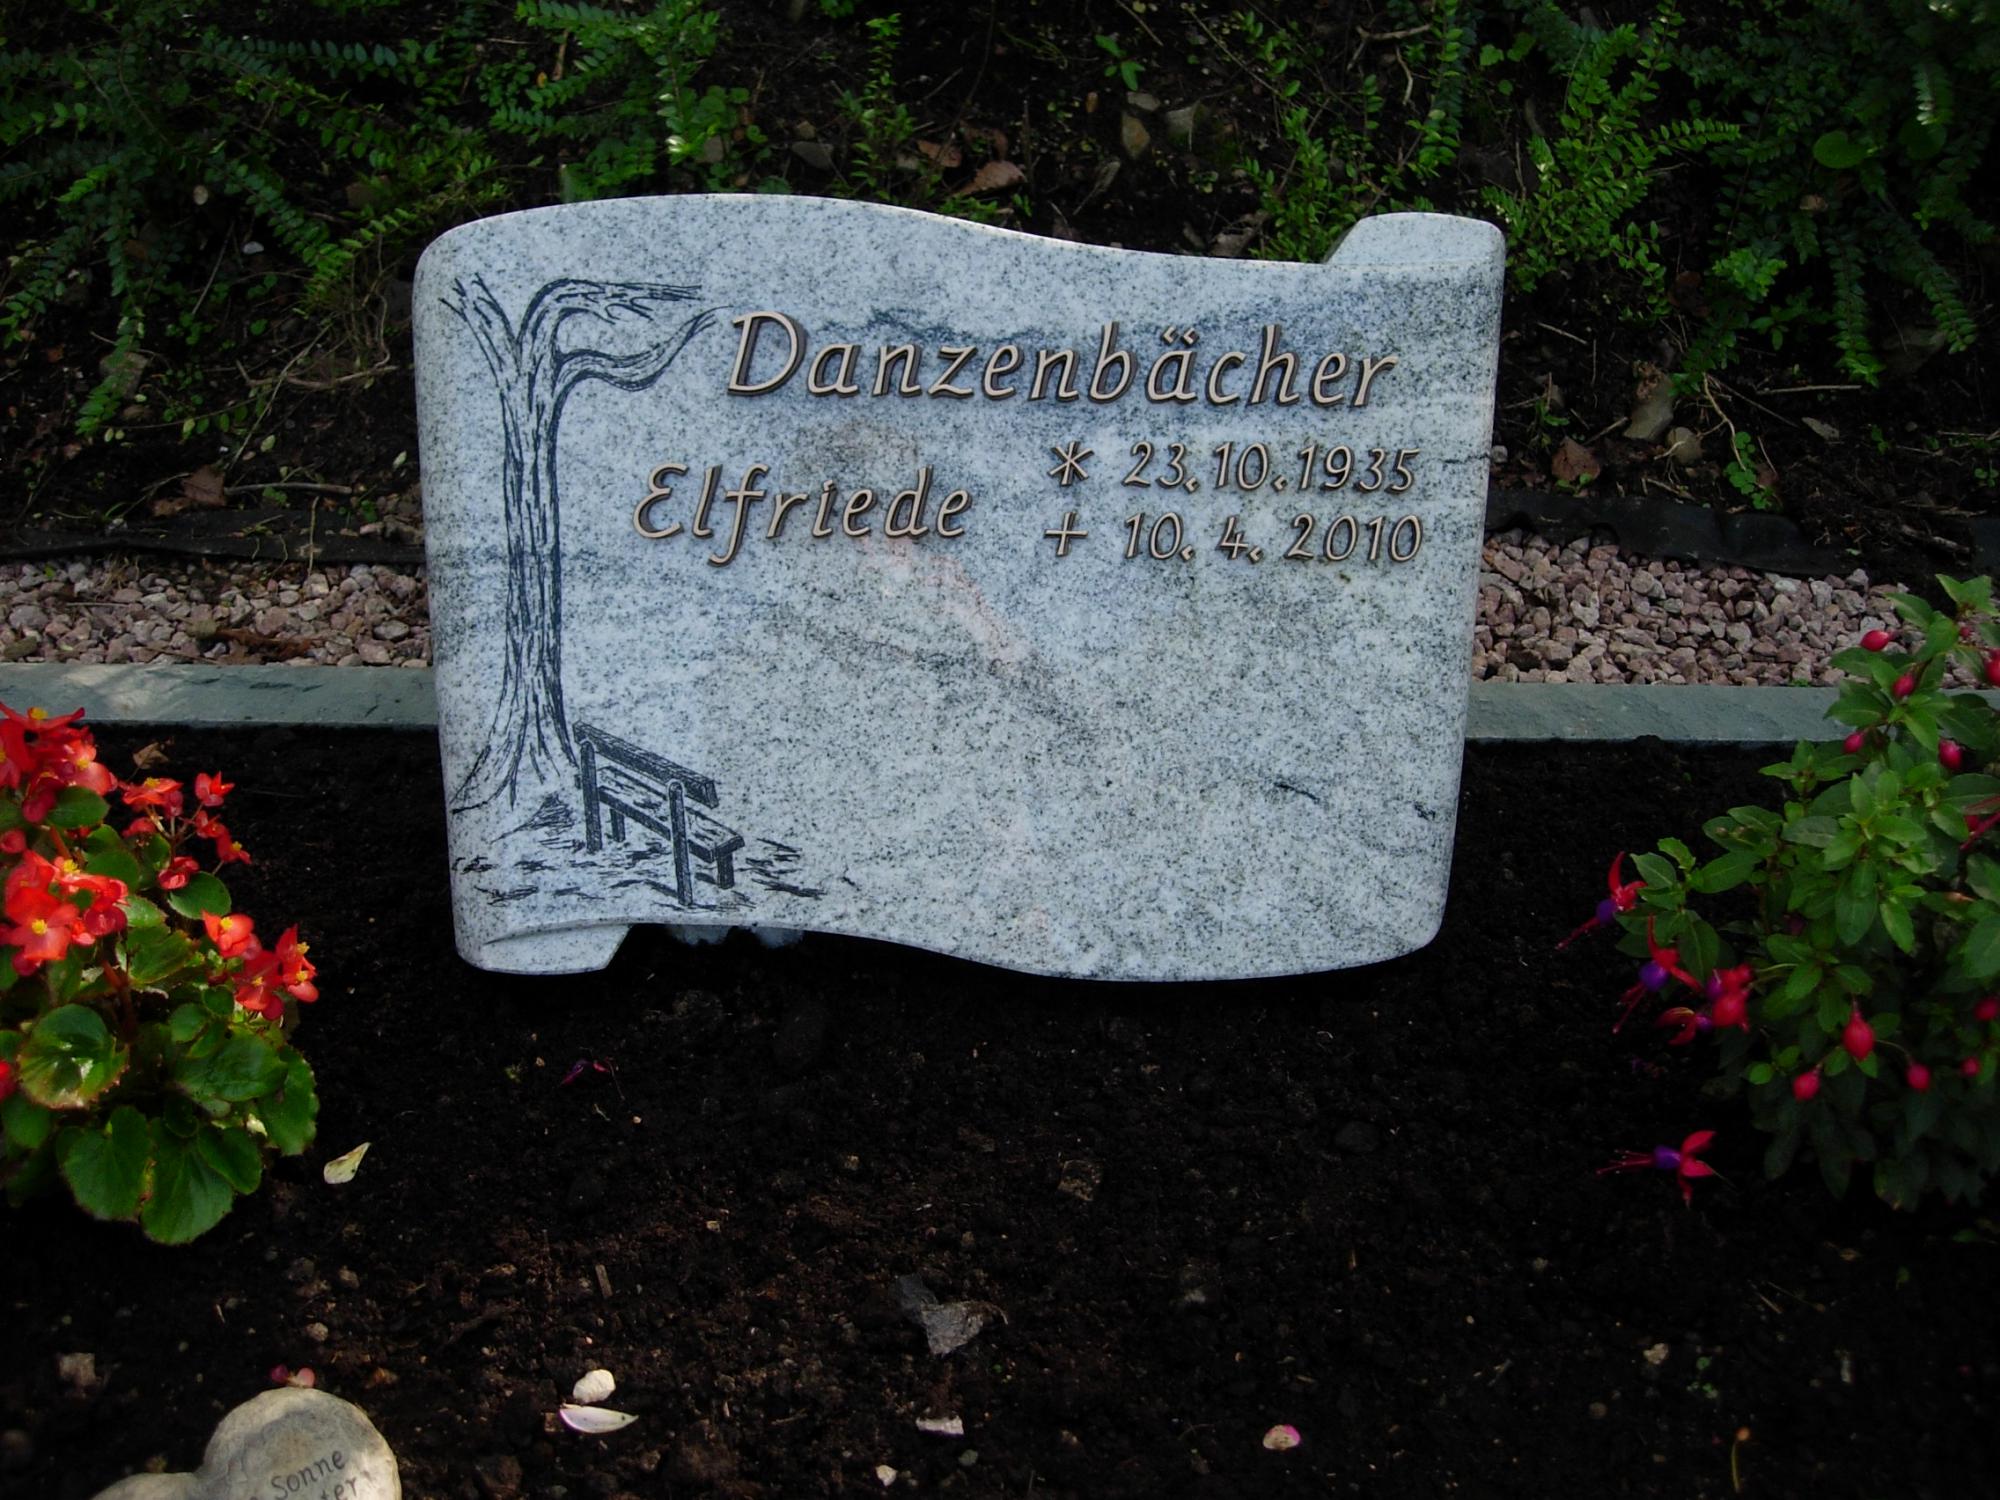 Danzenbächer
Elfriede
* 23.10.1935
+ 10. 4. 2010
Sonne